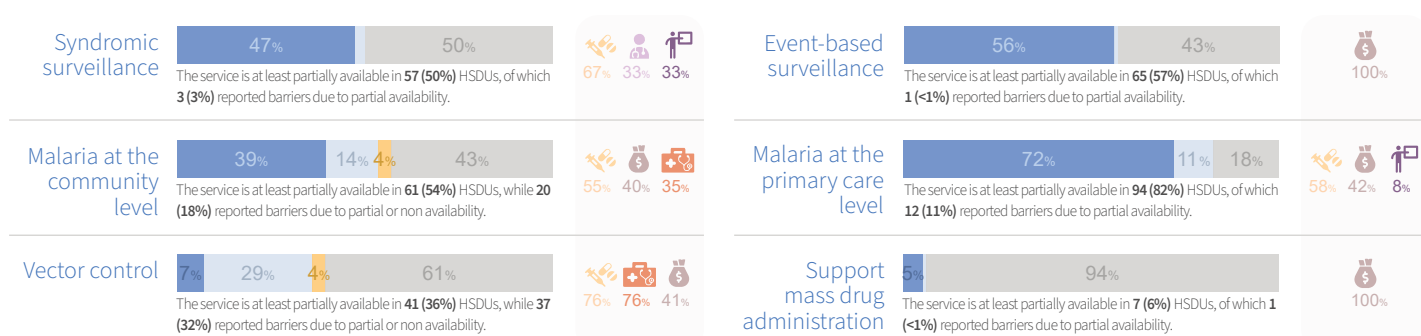 Syndromic
surveillance
47% 50%
The service is at least partially available in 57 (50%) HSDUs, of which
3 (3%) reported barriers due to partial availability.
67% 33% 33%
Event-based
surveillance
56% 43%
The service is at least partially available in 65 (57%) HSDUs, of which
1 (<1%) reported barriers due to partial availability.
100%
Malaria at the
community
level
39% 14% 4% 43%
The service is at least partially available in 61 (54%) HSDUs, while 20
(18%) reported barriers due to partial or non availability.
55% 40% 35%
Malaria at the
primary care
level
72% 11% 18%
The service is at least partially available in 94 (82%) HSDUs, of which
12 (11%) reported barriers due to partial availability.
58% 42% 8%
Vector control
7% 29% 4% 61%
The service is at least partially available in 41 (36%) HSDUs, while 37
(32%) reported barriers due to partial or non availability.
76% 76% 41%
Support
mass drug
administration
5% 94%
The service is at least partially available in 7 (6%) HSDUs, of which 1
(<1%) reported barriers due to partial availability.
100%